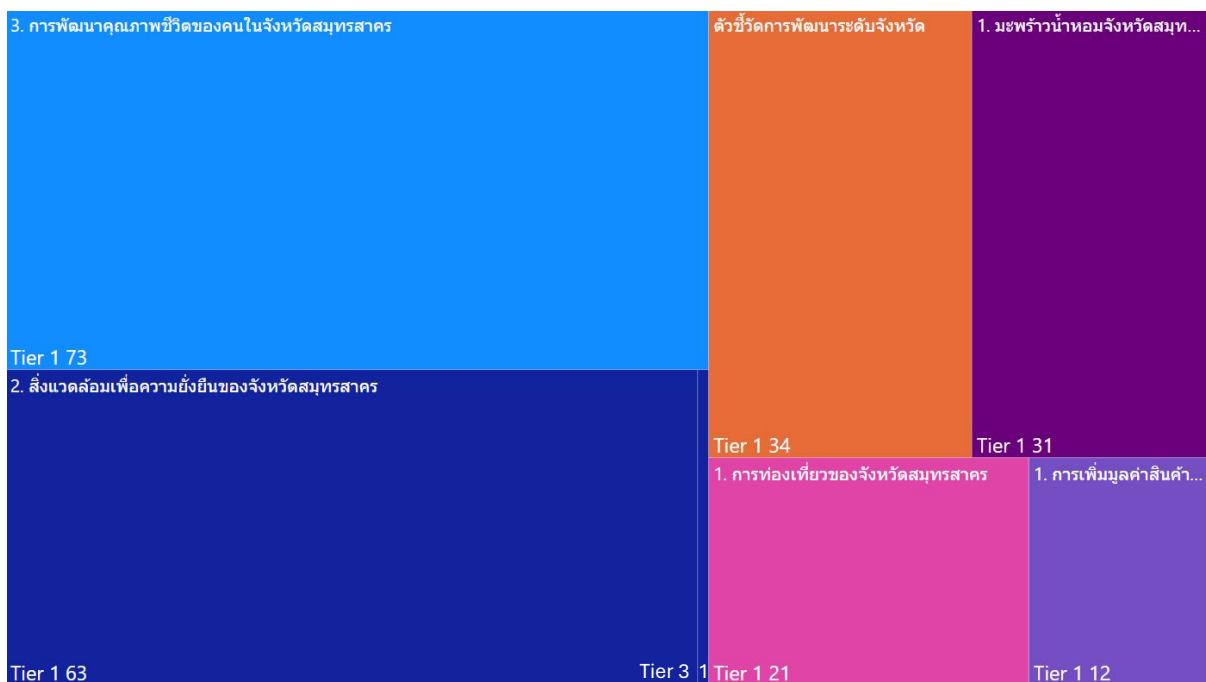 3. การพัฒนาคุณภาพชีวิตของคนในจังหวัดสมุทรสาคร
Tier 1 73
2. สิ่งแวดล้อมเพื่อความยั่งยืนของจังหวัดสมุทรสาคร
Tier 1 63
Tier 3 1
ตัวชี้วัดการพัฒนาระดับจังหวัด
Tier 1 34
1. มะพร้าวน้ำหอมจังหวัดสมุท...
Tier 1 31
1. การท่องเที่ยวของจังหวัดสมุทรสาคร
Tier 1 21
1. การเพิ่มมูลค่าสินค้า...
Tier 1 12